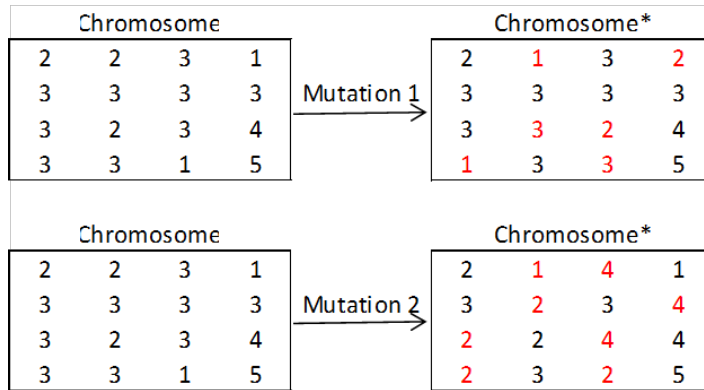 Chromosome Chromosome*
2 2 3 1 2 1 3 2
3 3 3 3 Mutation 1 3 3 3 3
3 2 3 4 3 3 2 4
3 3 1 5 1 3 3 5
Chromosome Chromosome*
2 2 3 1 2 1 4 1
3 3 3 3 Mutation 2 3 2 3 4
3 2 3 4 2 2 4 4
3 3 1 5 2 3 2 5